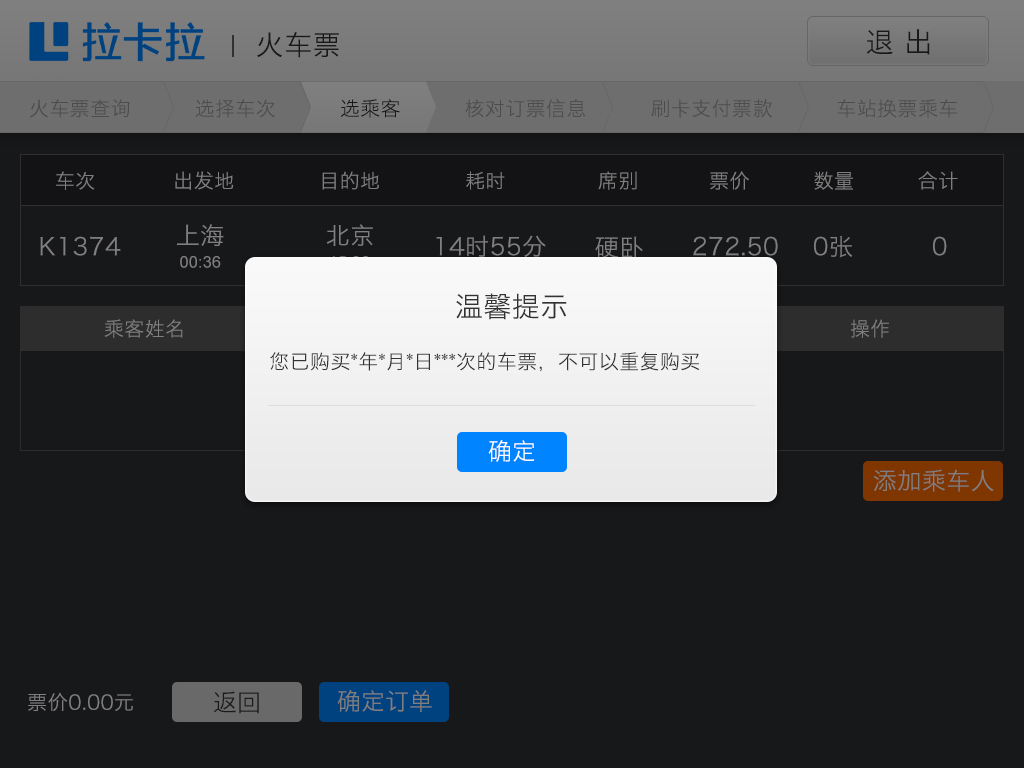 拉卡拉 | 火车票
退 出
火车票查询 选择车次 选乘客 核对订票信息 刷卡支付票款 车站换票乘车
车次 出发地 目的地 耗时 席别 票价 数量 合计
K1374 上海 北京 14时55分 硬卧 272.50 0张 0
00:36
乘客姓名 操作
温馨提示
您已购买*年*月*日***次的车票，不可以重复购买
确定
添加乘车人
票价0.00元 返回 确定订单